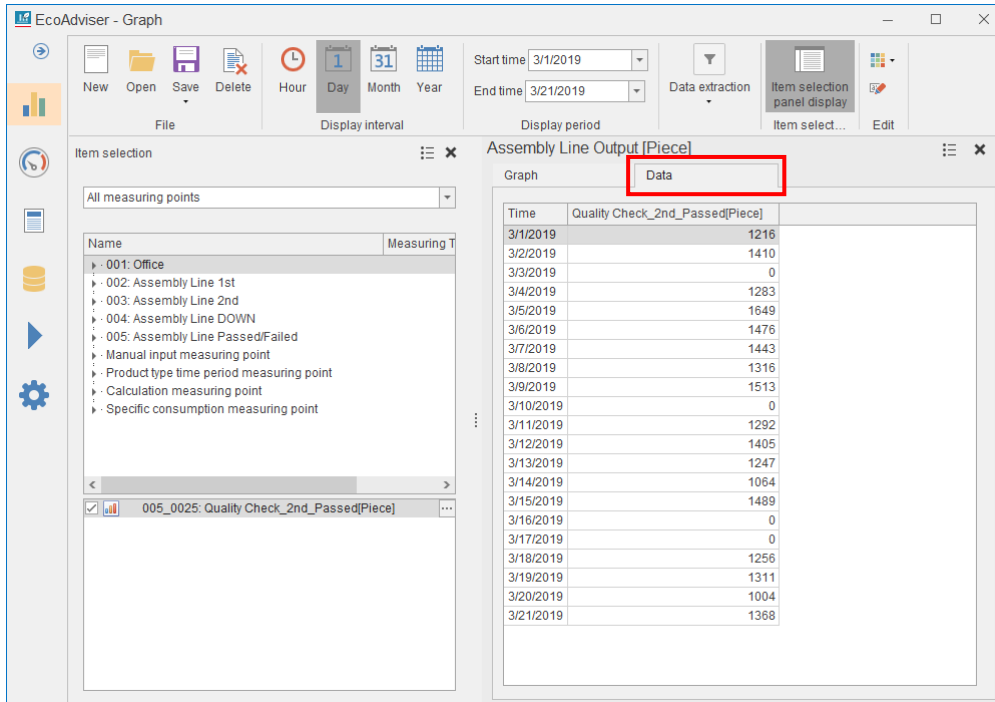 EcoAdviser - Graph
New Open Save Delete
File
Hour Day Month Year
Display interval
Start time 3/1/2019
End time 3/21/2019
Display period
Data extraction
Item selection
panel display
Item select...
Edit
Item selection
All measuring points
Name Measuring T
001: Office
002: Assembly Line 1st
003: Assembly Line 2nd
004: Assembly Line DOWN
005: Assembly Line Passed/Failed
Manual input measuring point
Product type time period measuring point
Calculation measuring point
Specific consumption measuring point
005_0025: Quality Check_2nd_Passed[Piece]
Assembly Line Output [Piece]
Graph Data
Time Quality Check_2nd_Passed[Piece]
3/1/2019 1216
3/2/2019 1410
3/3/2019 0
3/4/2019 1283
3/5/2019 1649
3/6/2019 1476
3/7/2019 1443
3/8/2019 1316
3/9/2019 1513
3/10/2019 0
3/11/2019 1292
3/12/2019 1405
3/13/2019 1247
3/14/2019 1064
3/15/2019 1489
3/16/2019 0
3/17/2019 0
3/18/2019 1256
3/19/2019 1311
3/20/2019 1004
3/21/2019 1368